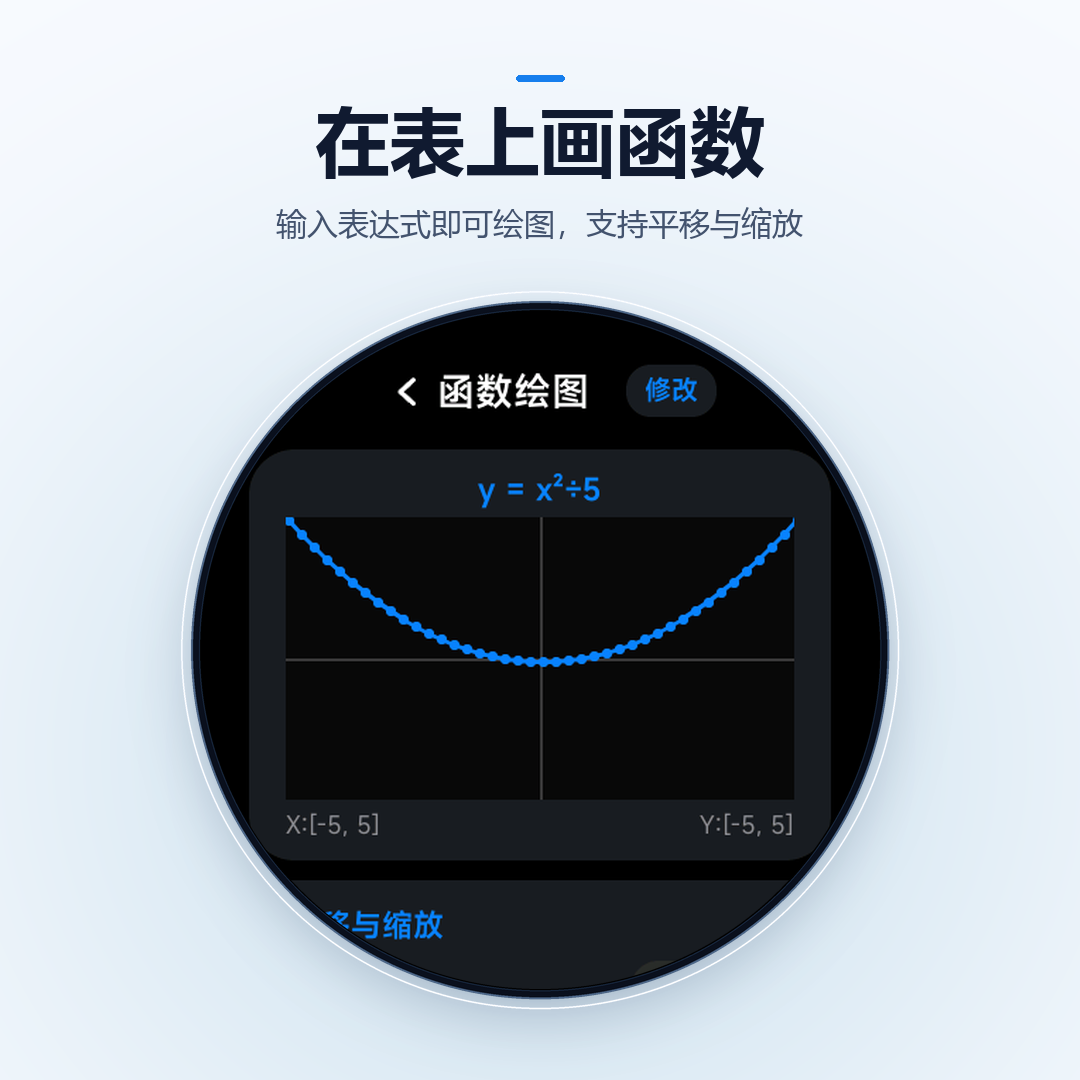 在表上画函数
输入表达式即可绘图，支持平移与缩放
函数绘图
修改
y = x²÷5
X:[-5, 5]
Y:[-5, 5]
移与缩放